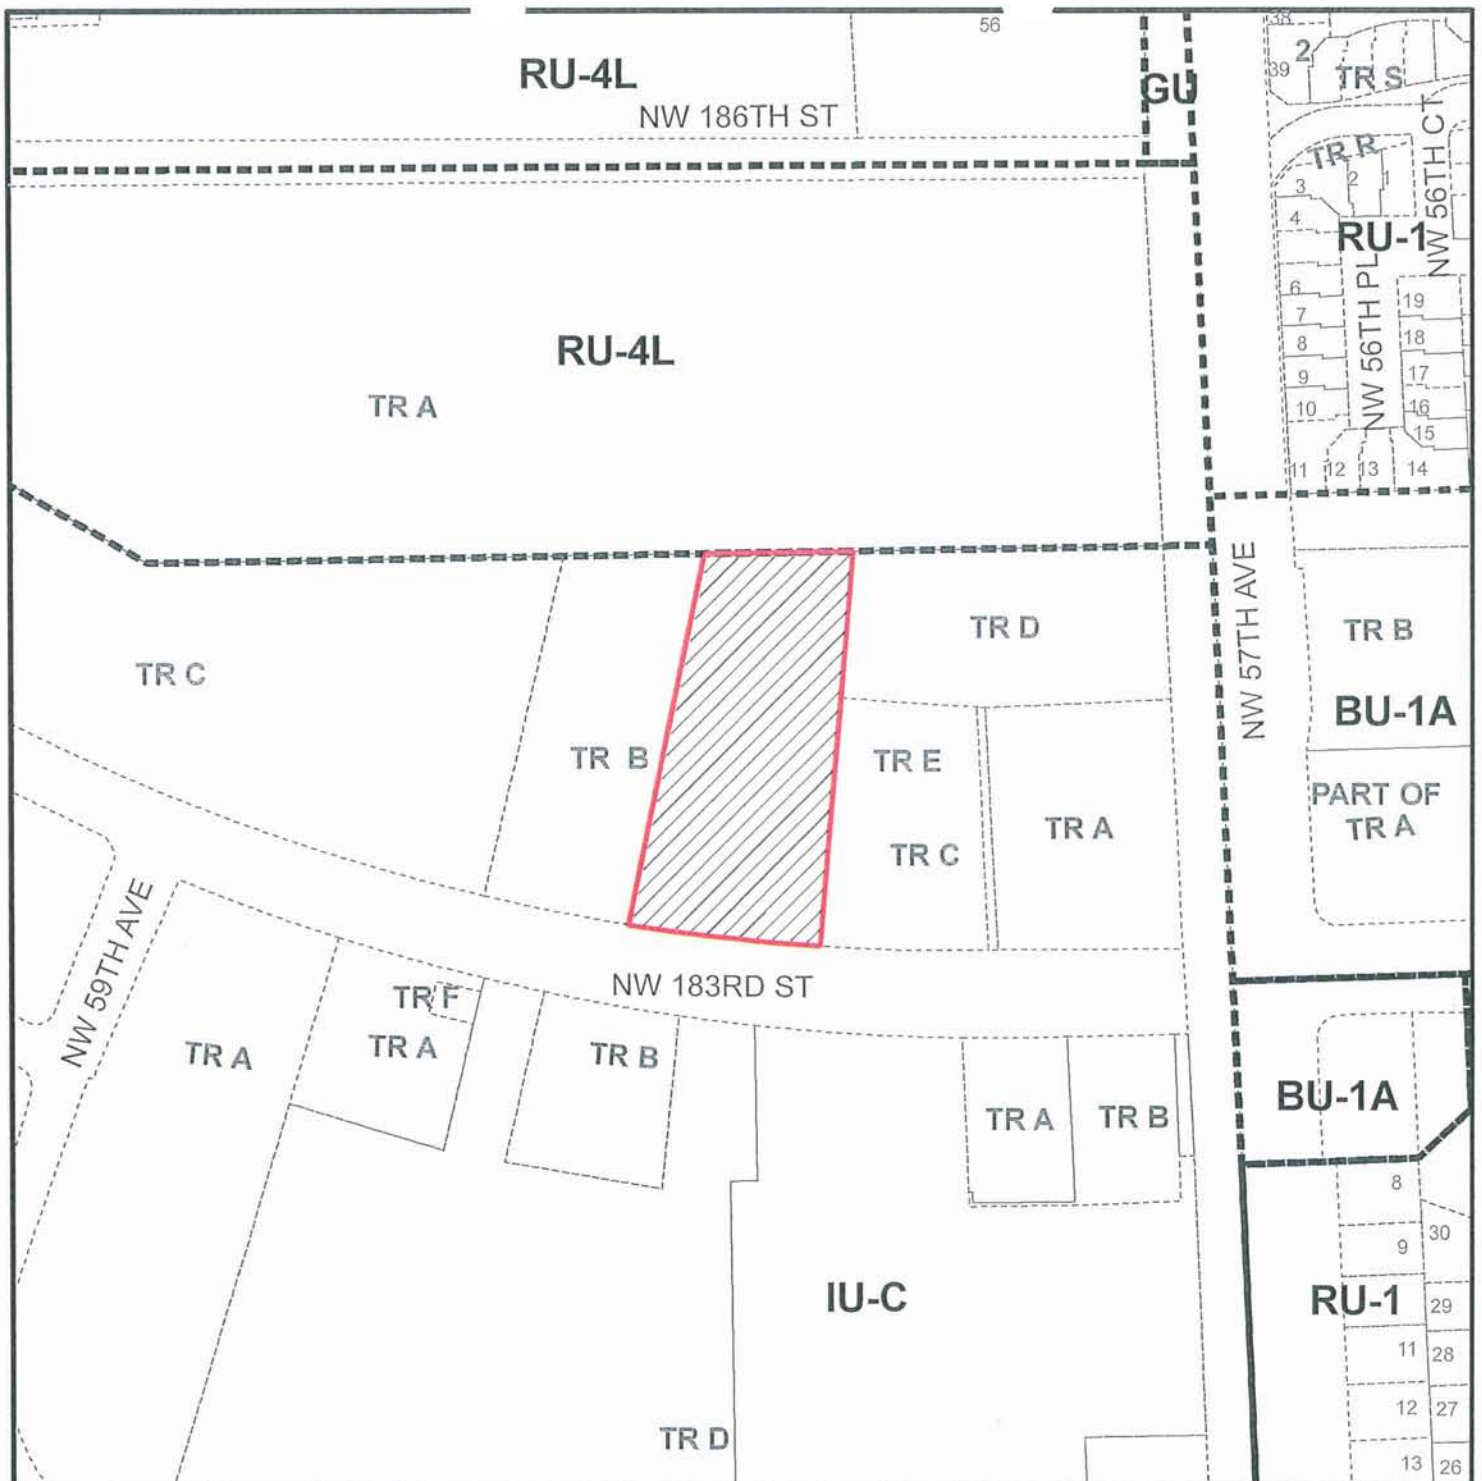 56
38
2
RU-4L
39
TR S
GU
NW 186TH ST
NW 56TH CT
TR R
3
2
1
4
RU-1
NW 56TH PL
6
19
7
18
8
RU-4L
9
17
TR A
10
16
15
11
12
13
14
NW 57TH AVE
TR D
TR B
TR C
BU-1A
TR B
TR E
PART OF
TR A
TR A
TR C
NW 59TH AVE
NW 183RD ST
TR F
TR A
TR A
TR B
BU-1A
TR A
TR B
8
30
9
IU-C
RU-1
29
11
28
12
27
TR D
13
26